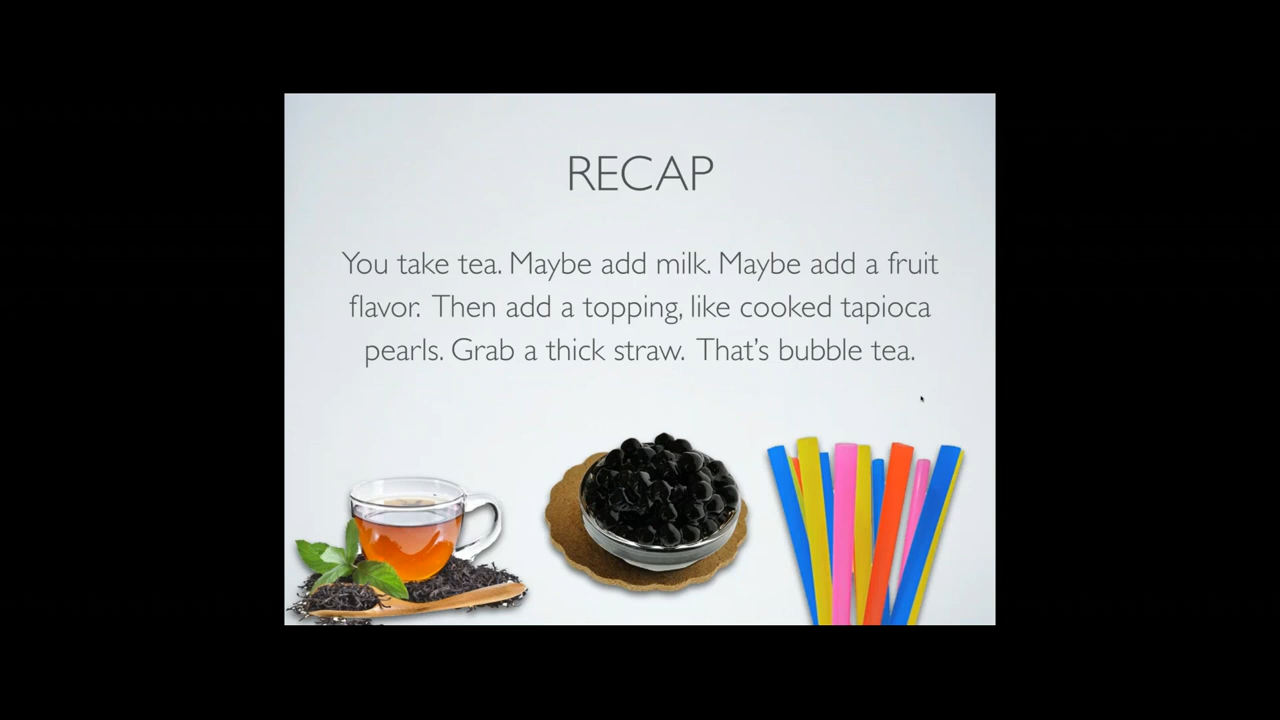 RECAP
You take tea. Maybe add milk. Maybe add a fruit
flavor. Then add a topping, like cooked tapioca
pearls. Grab a thick straw. That's bubble tea.